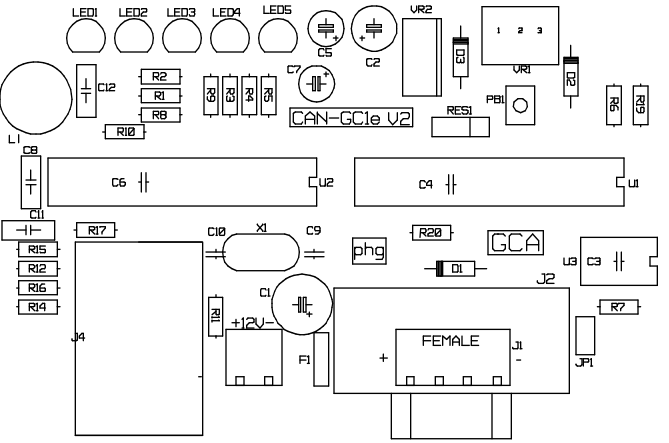 LED1 LED2 LED3 LED4 LED5
VR2
C5 C2 D3
1 2 3
VR1
D2
C7
C12
R2
R1
R8
R9 R3 R4 R5
PB1
R6 R19
CAN-GC1e V2
RES1
R10
L1
C8
C6 U2
C4 U1
C11
R17
C10 X1 C9
R20
GCA
phg
R15
R12
R16
R14
D1
U3 C3
J2
C1
+
R11
+12V-
R7
J4
F1
FEMALE
J1
+ -
JP1